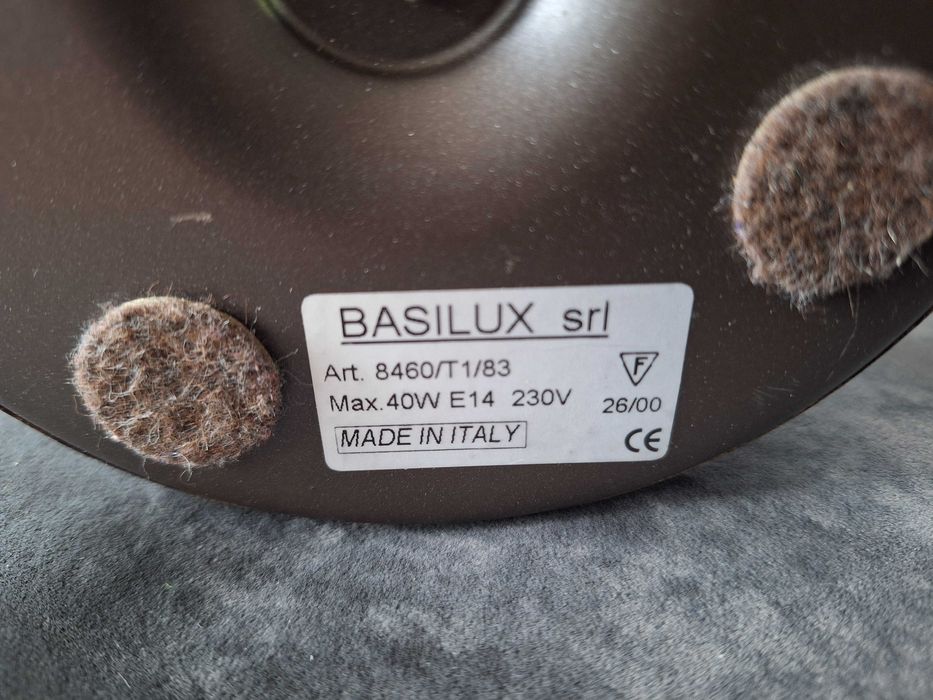 BASILUX srl
Art. 8460/T1/83
F
Max. 40W E14 230V 26/00
MADE IN ITALY
CE